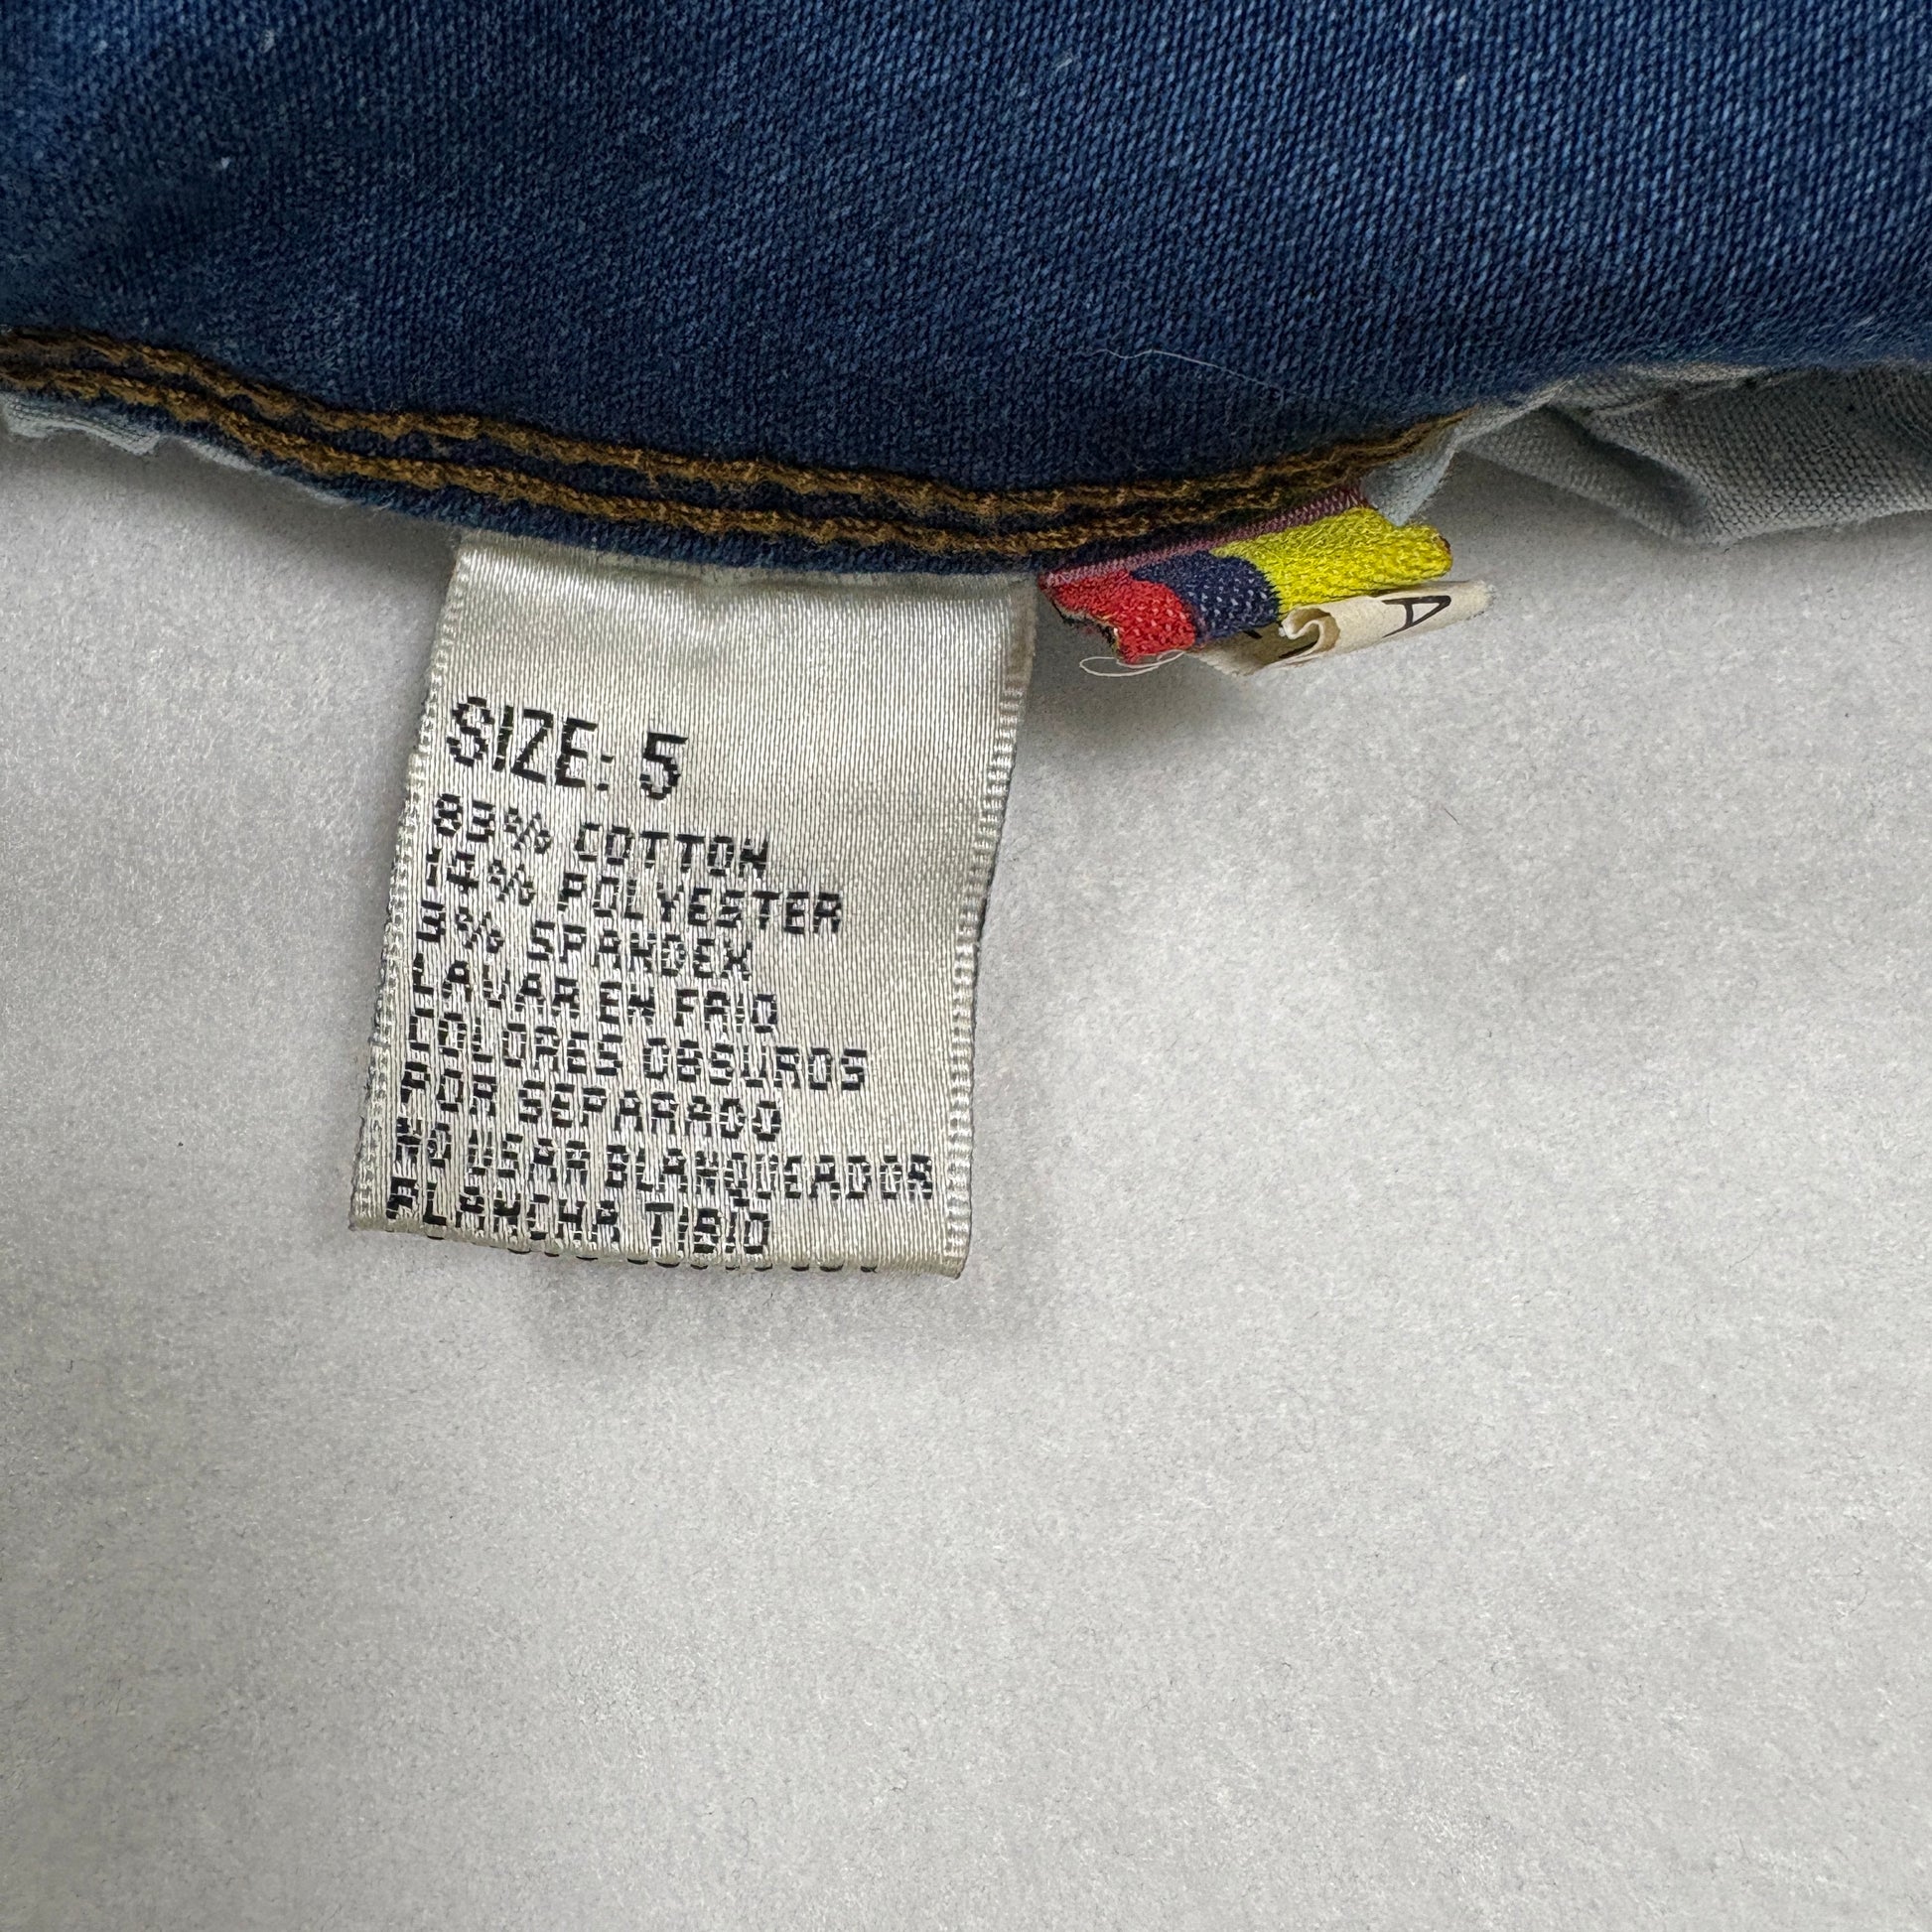 SIZE: 5
83% COTTON
14% POLYESTER
3% SPANDEX
LAVAR EN FRIO
COLORES OBSCUROS
POR SEPARADO
NO USAR BLANQUEADOR
PLANCHA TIBIO
A